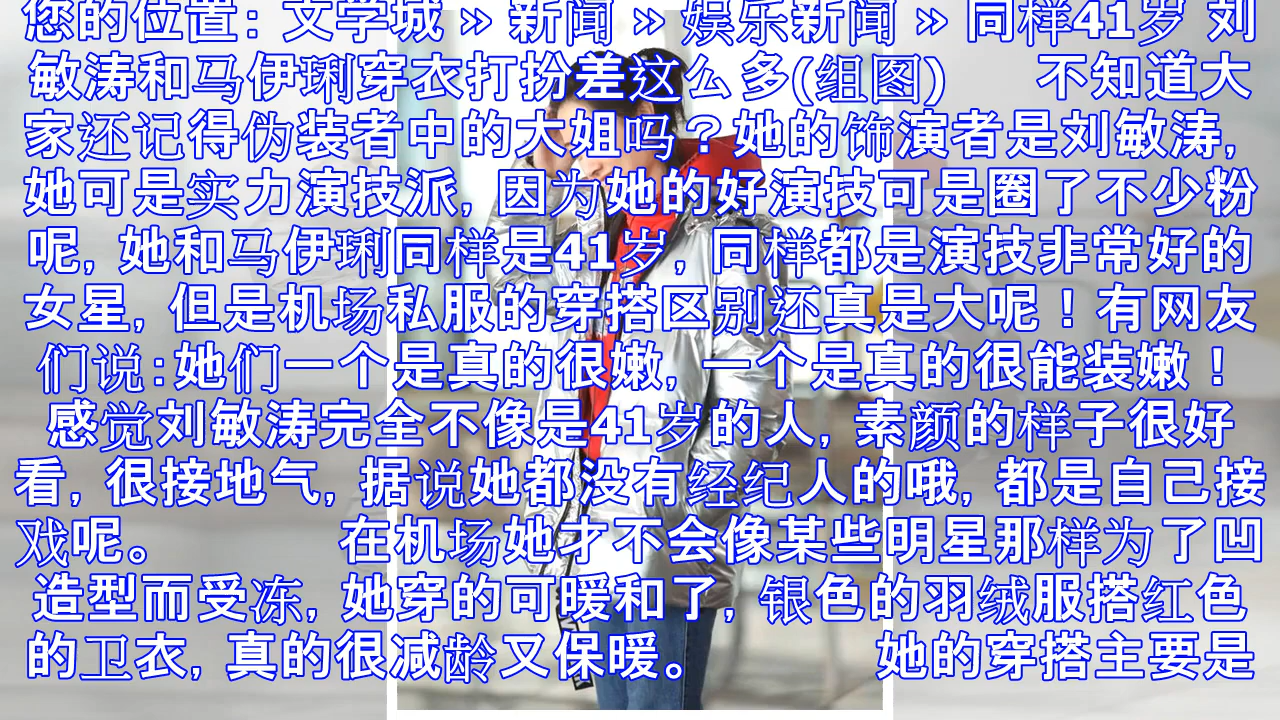 您的位置: 文学城 » 新闻 » 娱乐新闻 » 同样41岁 刘
敏涛和马伊琍穿衣打扮差这么多(组图) 不知道大
家还记得伪装者中的大姐吗？她的饰演者是刘敏涛,
她可是实力演技派, 因为她的好演技可是圈了不少粉
呢, 她和马伊琍同样是41岁, 同样都是演技非常好的
女星, 但是机场私服的穿搭区别还真是大呢！有网友
们说:她们一个是真的很嫩, 一个是真的很能装嫩！
感觉刘敏涛完全不像是41岁的人, 素颜的样子很好
看, 很接地气, 据说她都没有经纪人的哦, 都是自己接
戏呢。 在机场她才不会像某些明星那样为了凹
造型而受冻, 她穿的可暖和了, 银色的羽绒服搭红色
的卫衣, 真的很减龄又保暖。 她的穿搭主要是